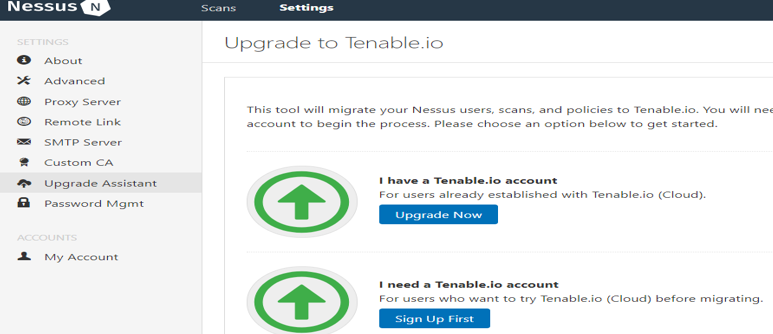 Nessus N
Scans
Settings
SETTINGS
About
Advanced
Proxy Server
Remote Link
SMTP Server
Custom CA
Upgrade Assistant
Password Mgmt
ACCOUNTS
My Account
Upgrade to Tenable.io
This tool will migrate your Nessus users, scans, and policies to Tenable.io. You will nee
account to begin the process. Please choose an option below to get started.
I have a Tenable.io account
For users already established with Tenable.io (Cloud).
Upgrade Now
I need a Tenable.io account
For users who want to try Tenable.io (Cloud) before migrating.
Sign Up First